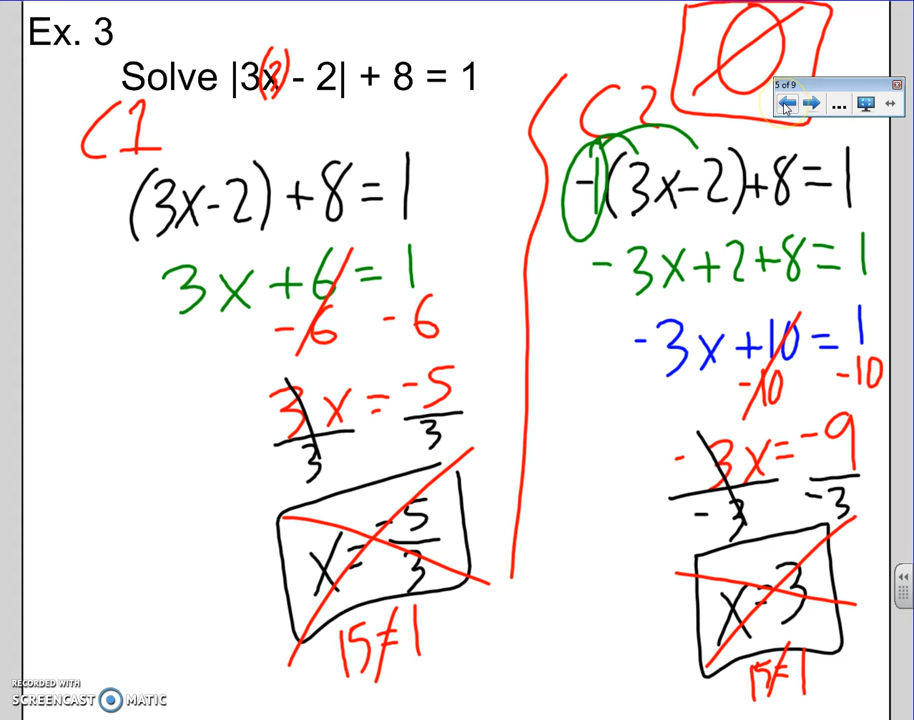 Ex. 3
Solve |3x - 2| + 8 = 1
(3)
∅
5 of 9
...
C1
(3x-2)+8=1
3x+6=1
-6 -6
3x=-5
3 3
x=-5/3
15≠1
C2
-1(3x-2)+8=1
-3x+2+8=1
-3x+10=1
-10 -10
-3x=-9
-3 -3
x=3
15≠1
RECORDED WITH
SCREENCAST MATIC